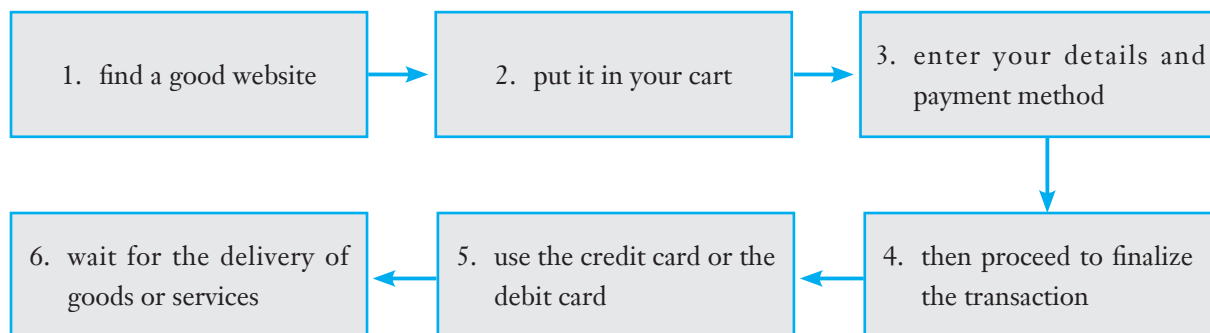 1. find a good website
2. put it in your cart
3. enter your details and
payment method
4. then proceed to finalize
the transaction
5. use the credit card or the
debit card
6. wait for the delivery of
goods or services